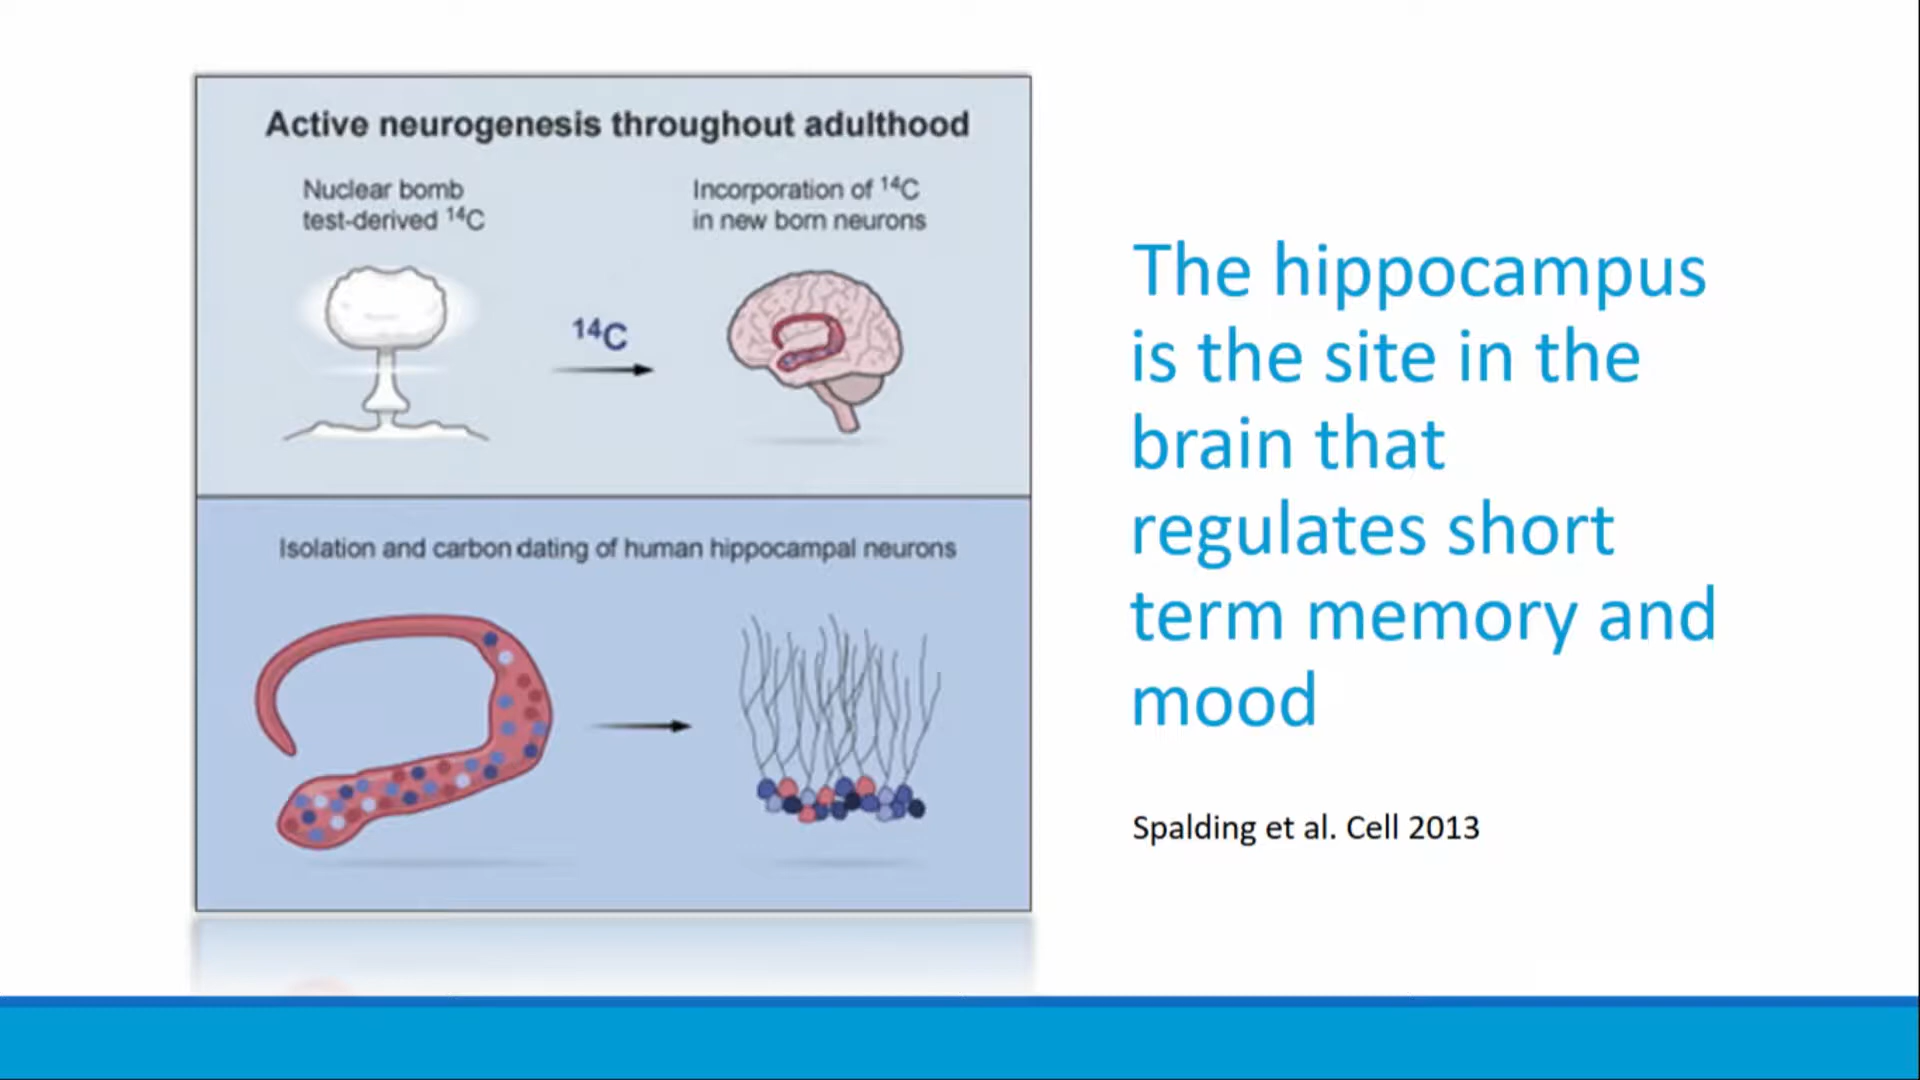 Active neurogenesis throughout adulthood
Nuclear bomb
test-derived ¹⁴C
Incorporation of ¹⁴C
in new born neurons
¹⁴C
Isolation and carbon dating of human hippocampal neurons
The hippocampus
is the site in the
brain that
regulates short
term memory and
mood
Spalding et al. Cell 2013